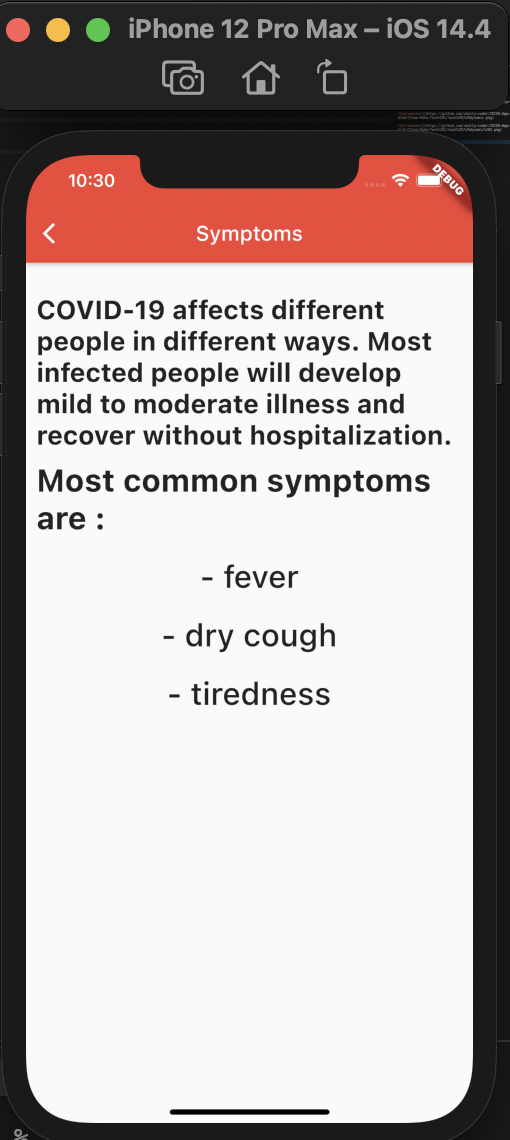 iPhone 12 Pro Max – iOS 14.4
10:30
DEBUG
Symptoms
COVID-19 affects different
people in different ways. Most
infected people will develop
mild to moderate illness and
recover without hospitalization.
Most common symptoms
are :
- fever
- dry cough
- tiredness
%